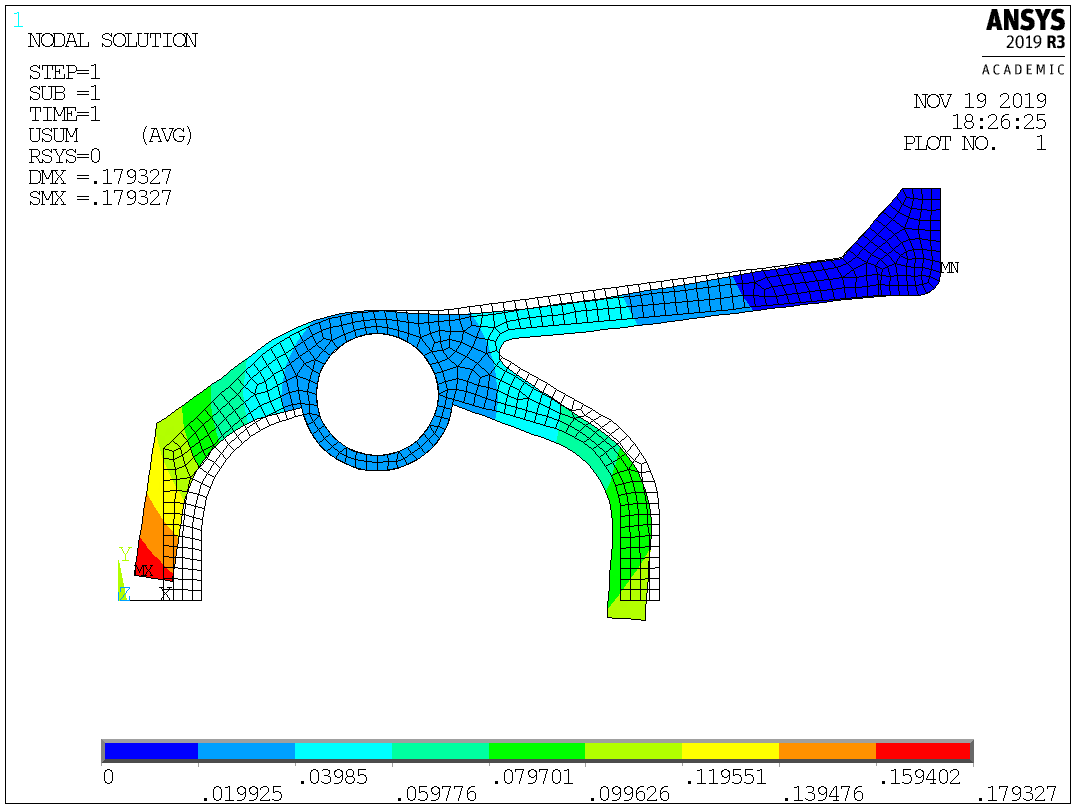 1
NODAL SOLUTION
STEP=1
SUB =1
TIME=1
USUM (AVG)
RSYS=0
DMX =.179327
SMX =.179327
ANSYS
2019 R3
ACADEMIC
NOV 19 2019
18:26:25
PLOT NO. 1
MN
Y
MX
Z X
0 .03985 .079701 .119551 .159402
.019925 .059776 .099626 .139476 .179327